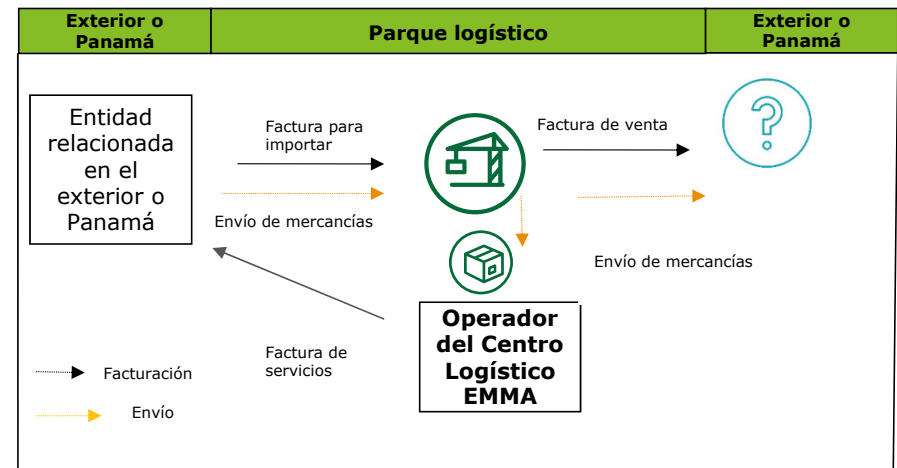 Exterior o
Panamá
Parque logístico
Exterior o
Panamá
Entidad
relacionada
en el
exterior o
Panamá
Factura para
importar
Envío de mercancías
Factura de venta
?
Envío de mercancías
Operador
del Centro
Logístico
EMMA
Factura de
servicios
Facturación
Envío